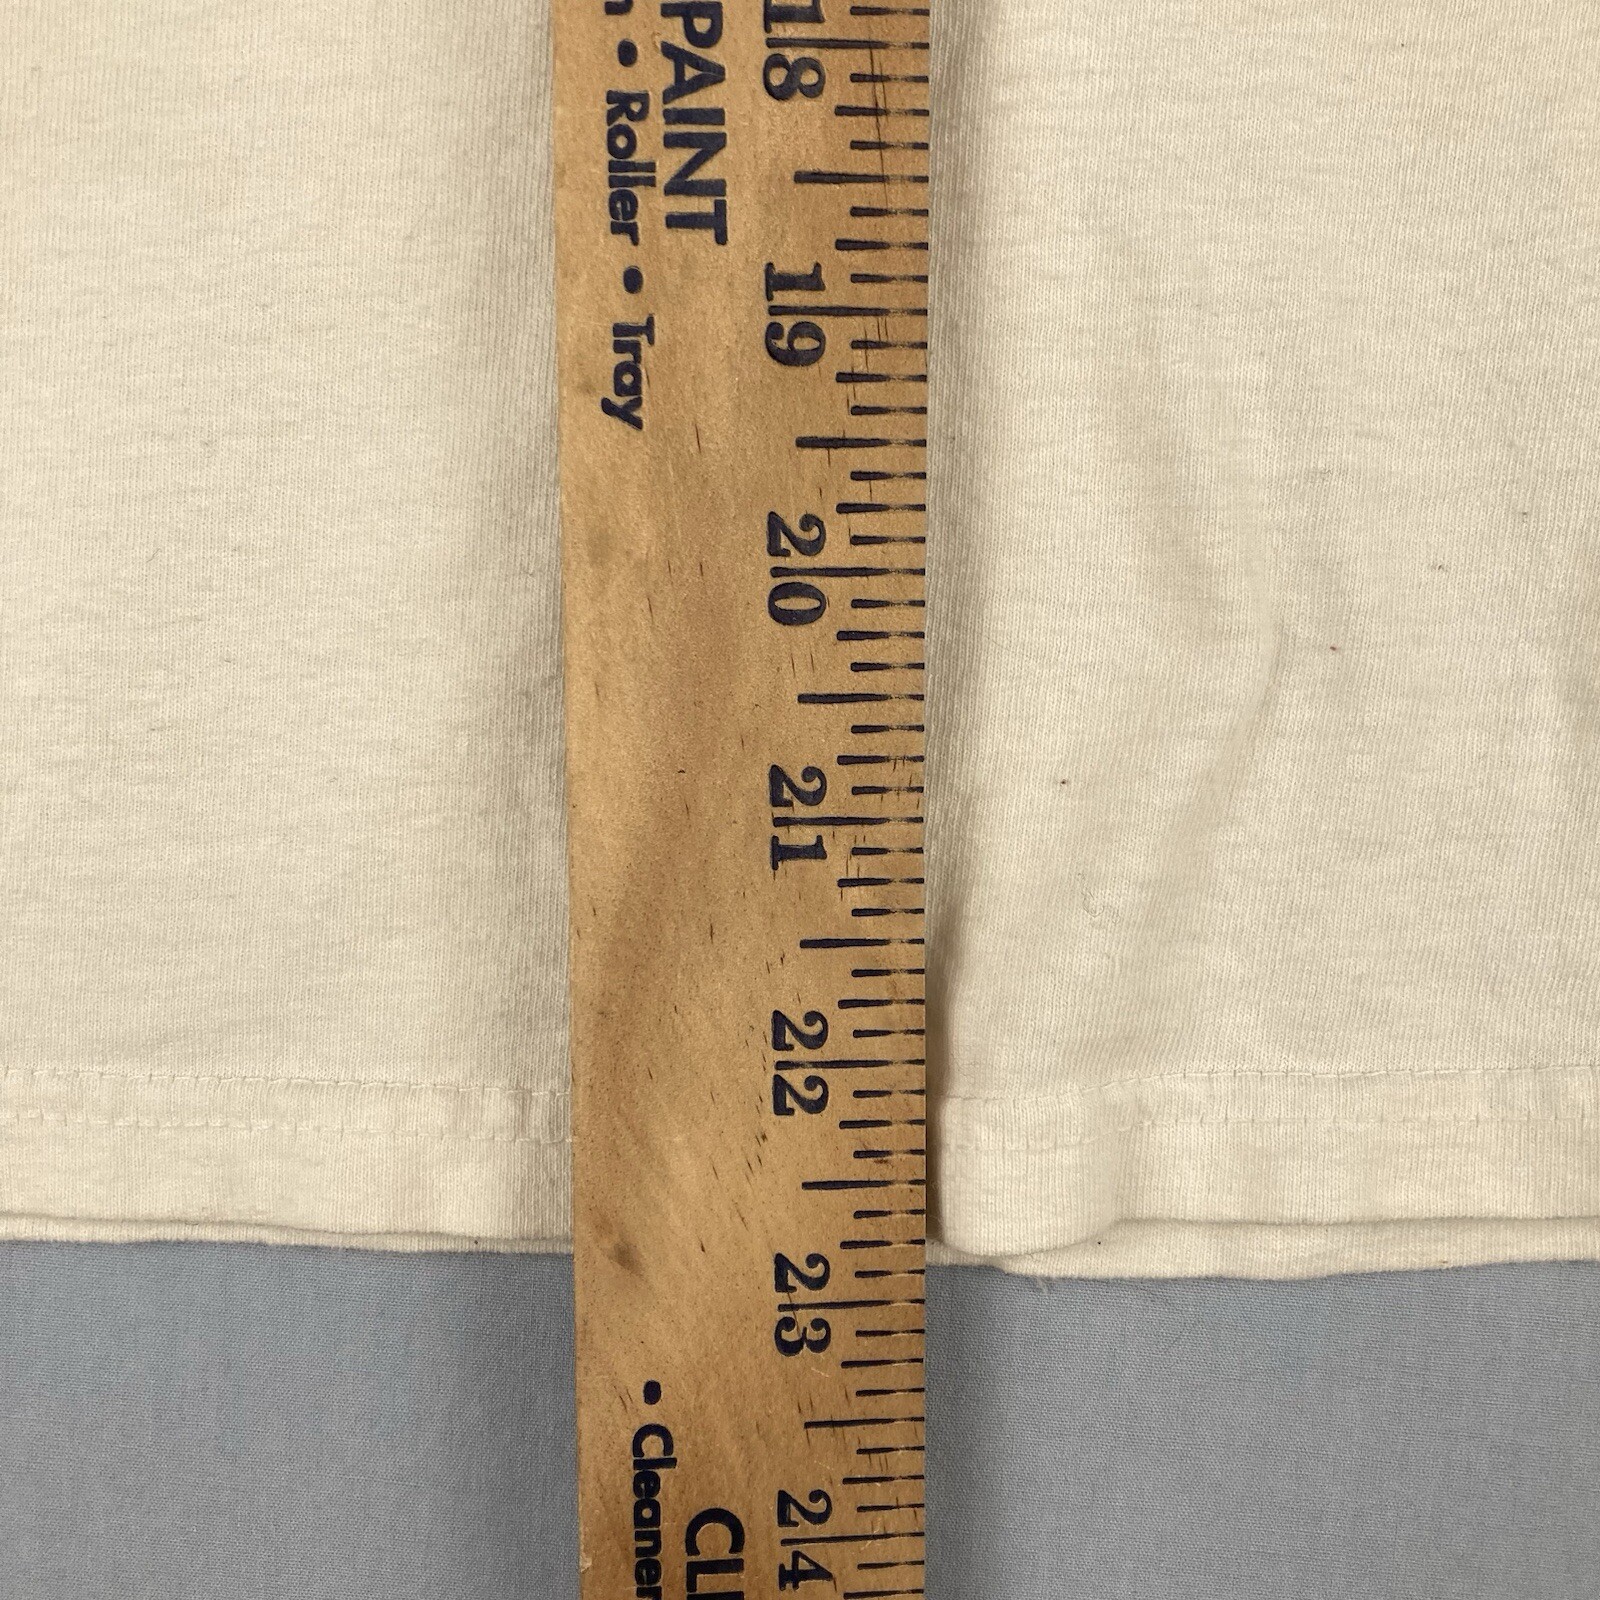 PAINT
• Roller • Tray
18
19
20
21
22
23
24
• Cleaner